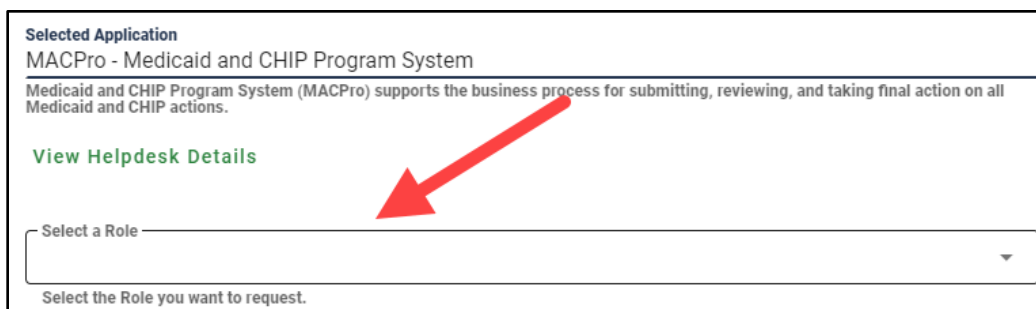 Selected Application
MACPro - Medicaid and CHIP Program System
Medicaid and CHIP Program System (MACPro) supports the business process for submitting, reviewing, and taking final action on all
Medicaid and CHIP actions.
View Helpdesk Details
Select a Role
Select the Role you want to request.